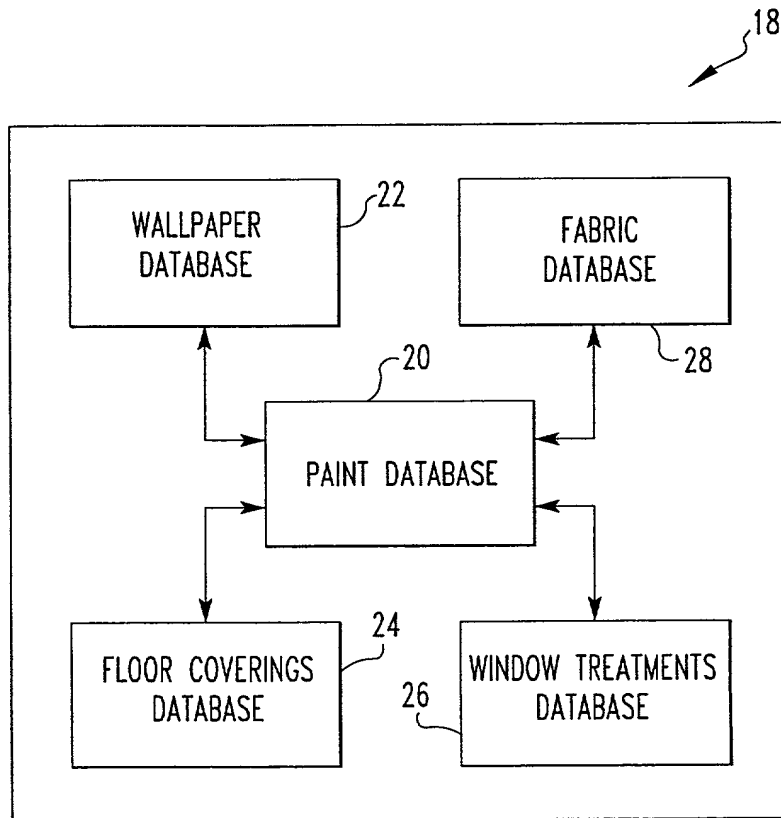 18
WALLPAPER
DATABASE
22
FABRIC
DATABASE
28
20
PAINT DATABASE
FLOOR COVERINGS
DATABASE
24
WINDOW TREATMENTS
DATABASE
26